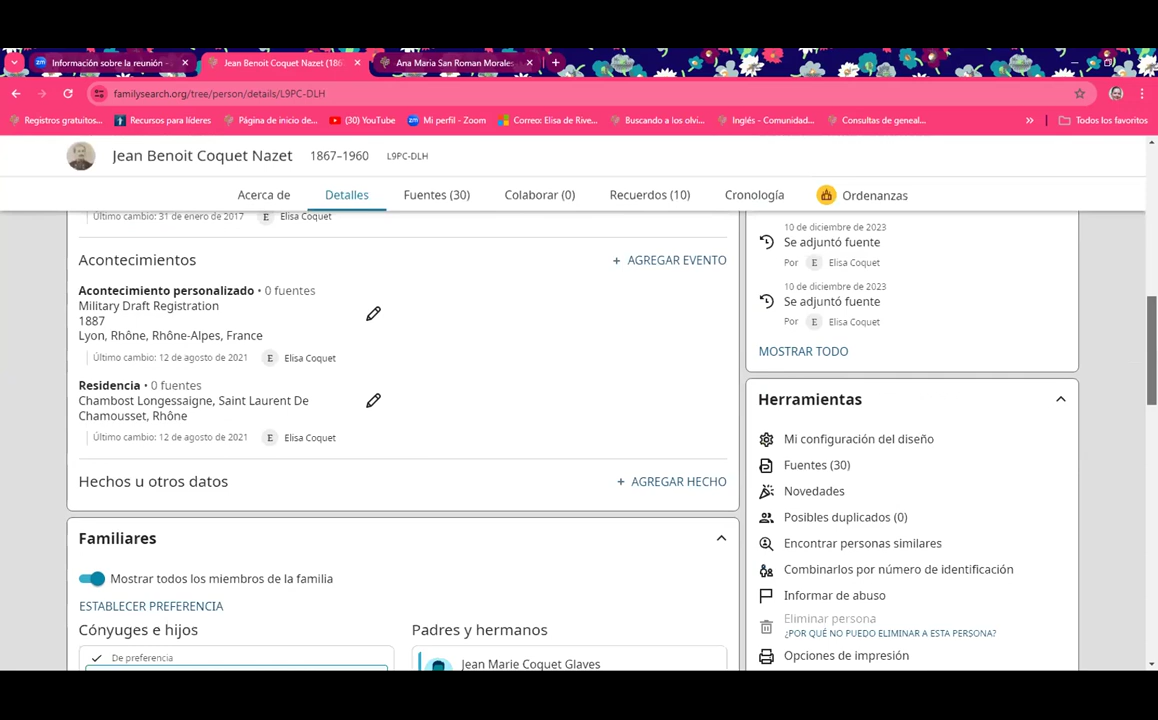 Información sobre la reunión -
Jean Benoit Coquet Nazet (186
Ana Maria San Roman Morales
familysearch.org/tree/person/details/L9PC-DLH
Registros gratuitos...
Recursos para líderes
Página de inicio de...
(30) YouTube
Mi perfil - Zoom
Correo: Elisa de Rive...
Buscando a los olvi...
Inglés - Comunidad...
Consultas de geneal...
»
Todos los favoritos
Jean Benoit Coquet Nazet 1867–1960 L9PC-DLH
Acerca de
Detalles
Fuentes (30)
Colaborar (0)
Recuerdos (10)
Cronología
Ordenanzas
Último cambio: 31 de enero de 2017 E Elisa Coquet
Acontecimientos
+ AGREGAR EVENTO
Acontecimiento personalizado • 0 fuentes
Military Draft Registration
1887
Lyon, Rhône, Rhône-Alpes, France
Último cambio: 12 de agosto de 2021 E Elisa Coquet
Residencia • 0 fuentes
Chambost Longessaigne, Saint Laurent De
Chamousset, Rhône
Último cambio: 12 de agosto de 2021 E Elisa Coquet
Hechos u otros datos
+ AGREGAR HECHO
Familiares
Mostrar todos los miembros de la familia
ESTABLECER PREFERENCIA
Cónyuges e hijos
De preferencia
Padres y hermanos
Jean Marie Coquet Glaves
10 de diciembre de 2023
Se adjuntó fuente
Por E Elisa Coquet
10 de diciembre de 2023
Se adjuntó fuente
Por E Elisa Coquet
MOSTRAR TODO
Herramientas
Mi configuración del diseño
Fuentes (30)
Novedades
Posibles duplicados (0)
Encontrar personas similares
Combinarlos por número de identificación
Informar de abuso
Eliminar persona
¿POR QUÉ NO PUEDO ELIMINAR A ESTA PERSONA?
Opciones de impresión